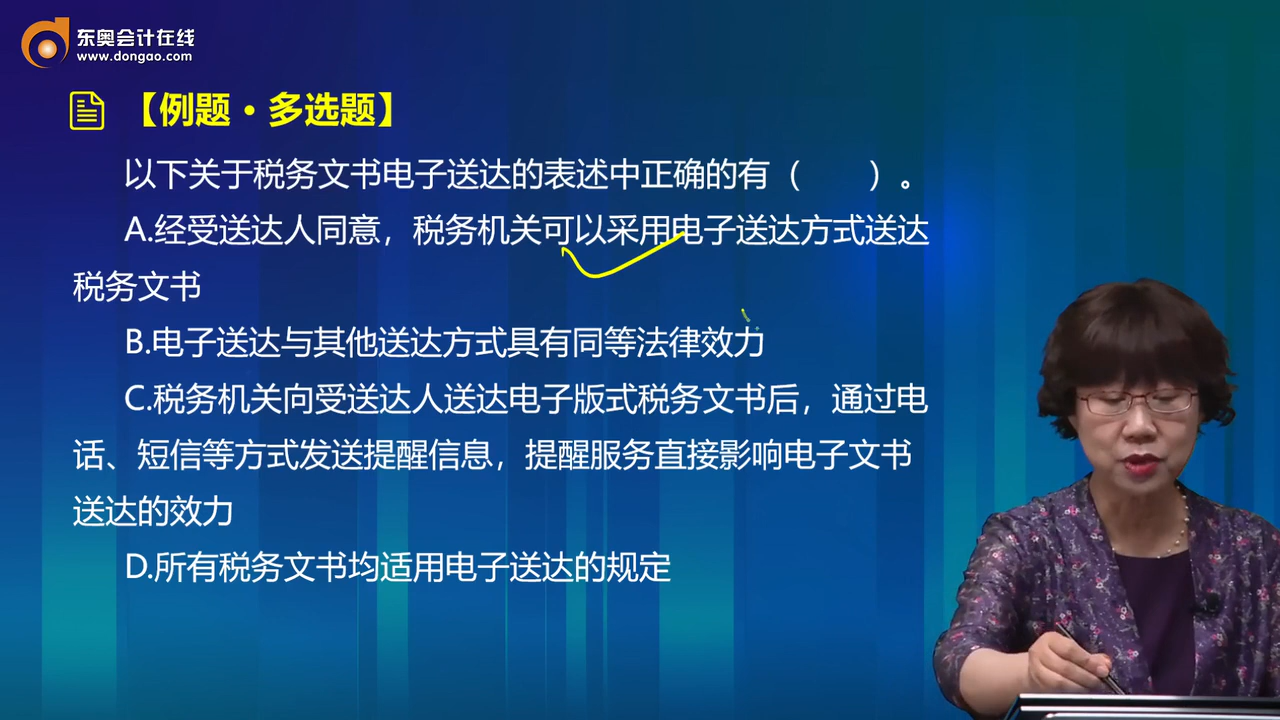 东奥会计在线
www.dongao.com
【例题·多选题】
以下关于税务文书电子送达的表述中正确的有（　　）。
A.经受送达人同意，税务机关可以采用电子送达方式送达
税务文书
B.电子送达与其他送达方式具有同等法律效力
C.税务机关向受送达人送达电子版式税务文书后，通过电
话、短信等方式发送提醒信息，提醒服务直接影响电子文书
送达的效力
D.所有税务文书均适用电子送达的规定